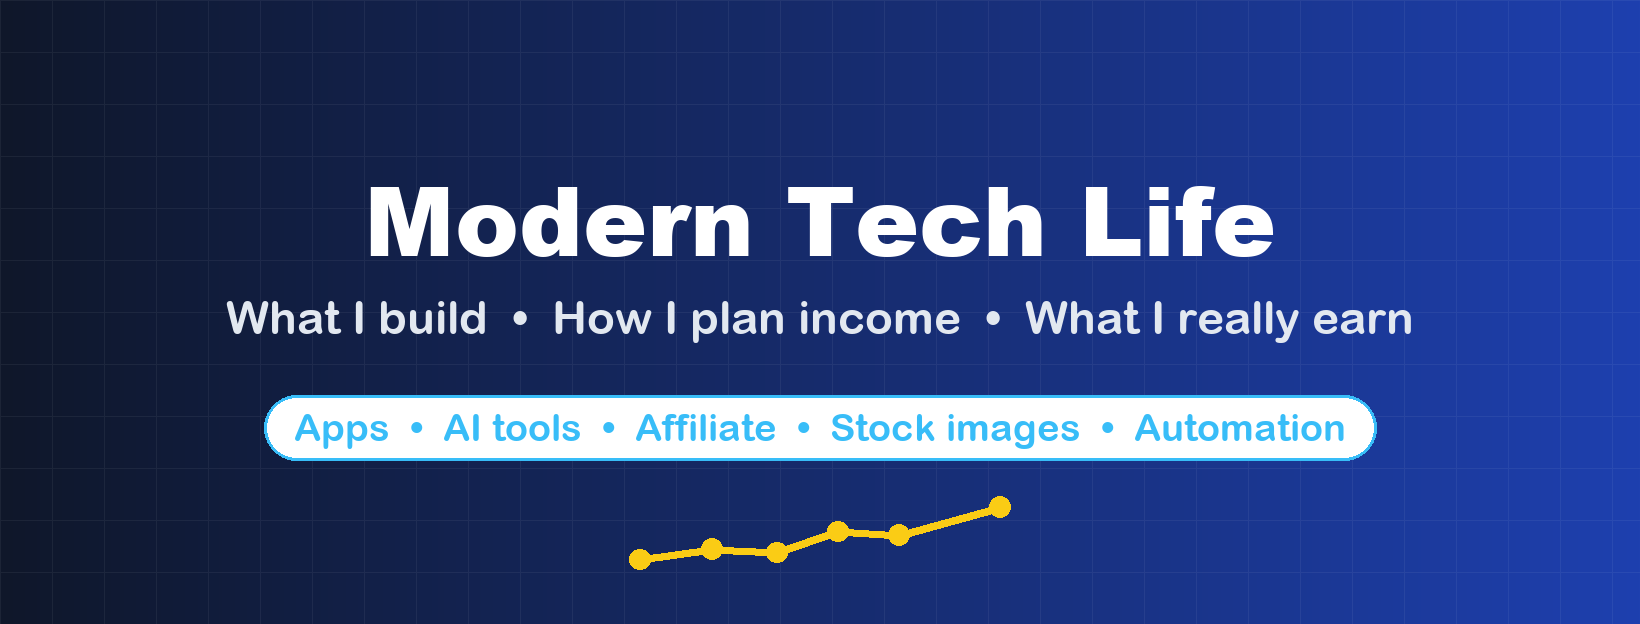 Modern Tech Life
What I build • How I plan income • What I really earn
Apps • AI tools • Affiliate • Stock images • Automation